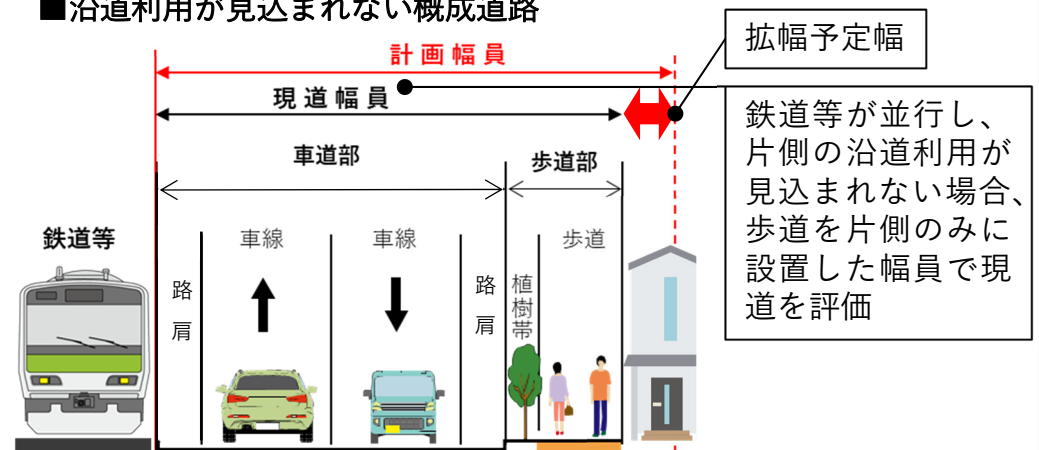 ■沿道利用が見込まれない概成道路
拡幅予定幅
計画幅員
現道幅員
鉄道等が並行し、
片側の沿道利用が
見込まれない場合、
歩道を片側のみに
設置した幅員で現
道を評価
車道部
歩道部
鉄道等
車線
車線
歩道
路肩
路肩
植樹帯